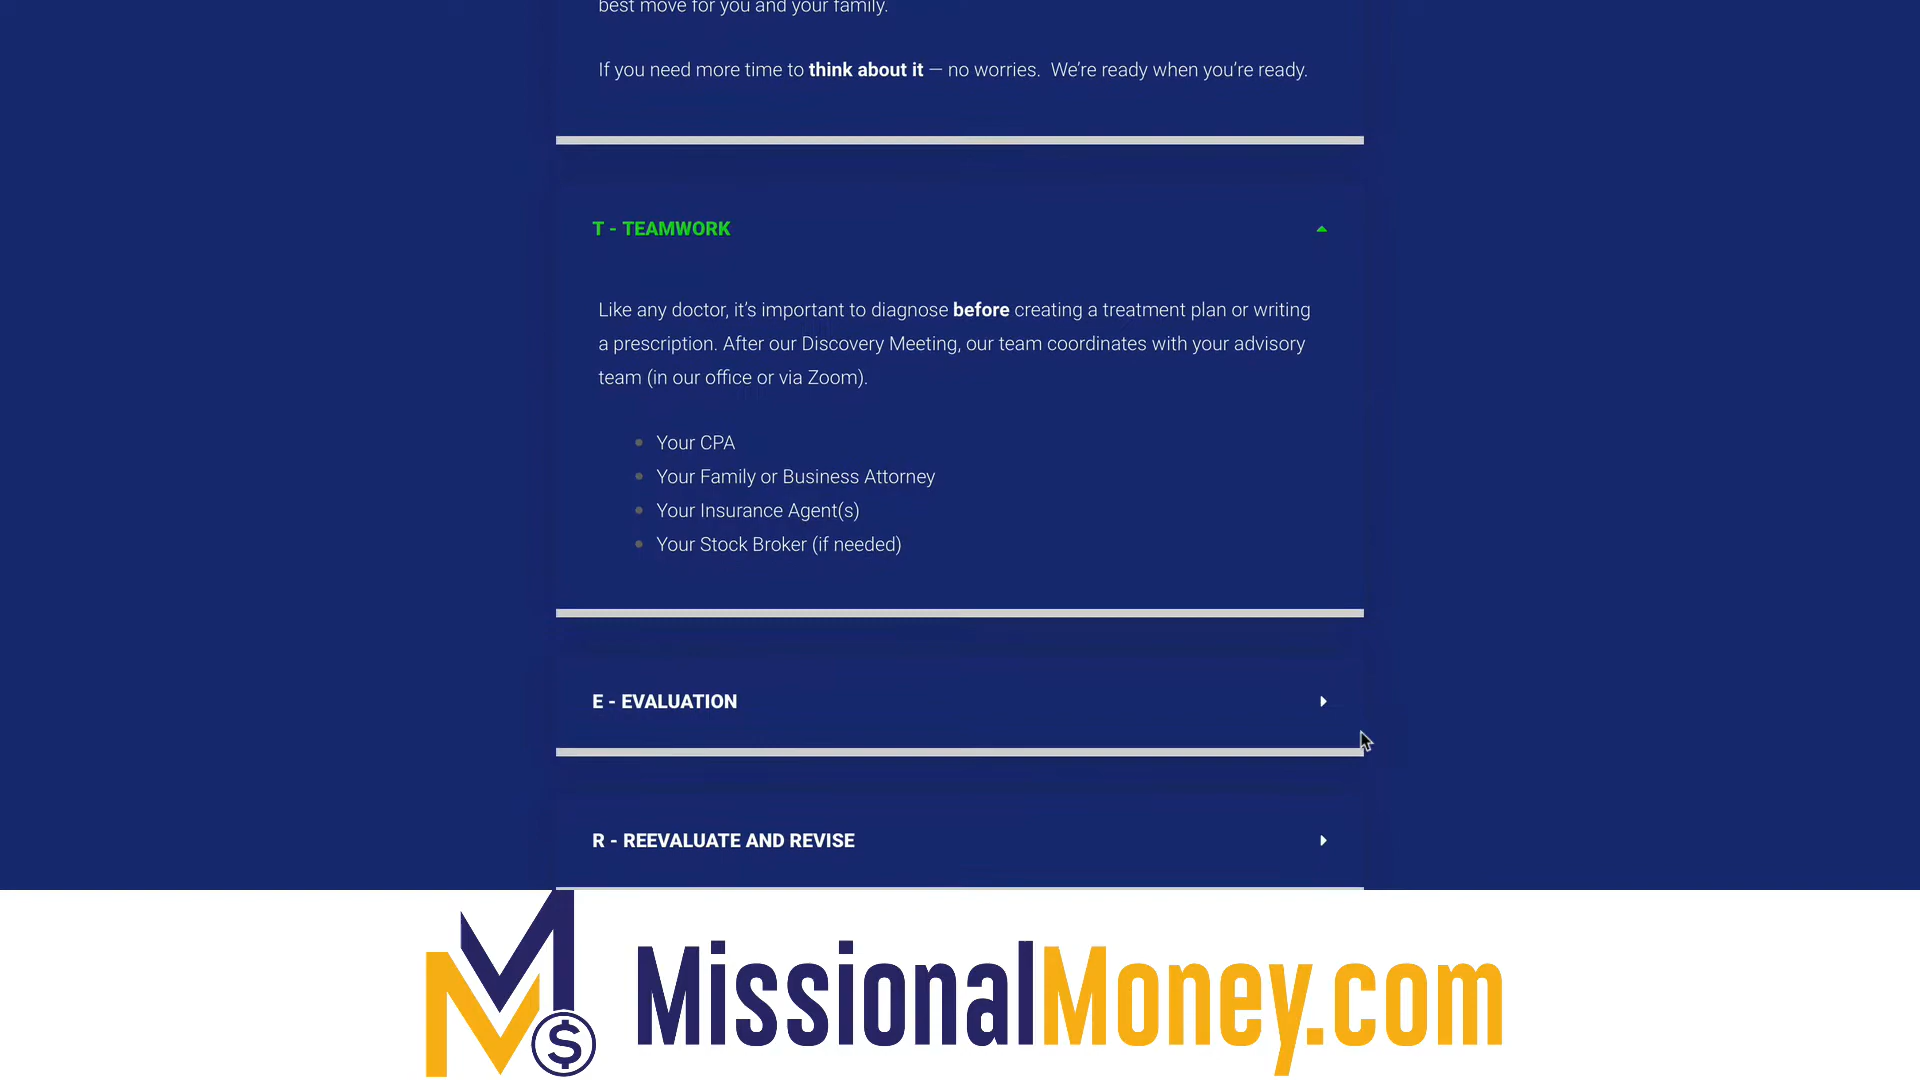 best move for you and your family.
If you need more time to think about it — no worries.  We’re ready when you’re ready.
T - TEAMWORK
Like any doctor, it’s important to diagnose before creating a treatment plan or writing
a prescription. After our Discovery Meeting, our team coordinates with your advisory
team (in our office or via Zoom).
Your CPA
Your Family or Business Attorney
Your Insurance Agent(s)
Your Stock Broker (if needed)
E - EVALUATION
R - REEVALUATE AND REVISE
$
MissionalMoney.com